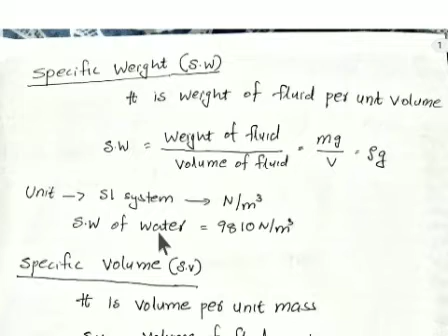 1
Specific Weight (S.W)
It is weight of fluid per unit volume
S.W = Weight of fluid / Volume of fluid = mg / V = ρg
Unit → SI system → N/m³
S.W of water = 9810 N/m³
Specific Volume (S.V)
It is volume per unit mass